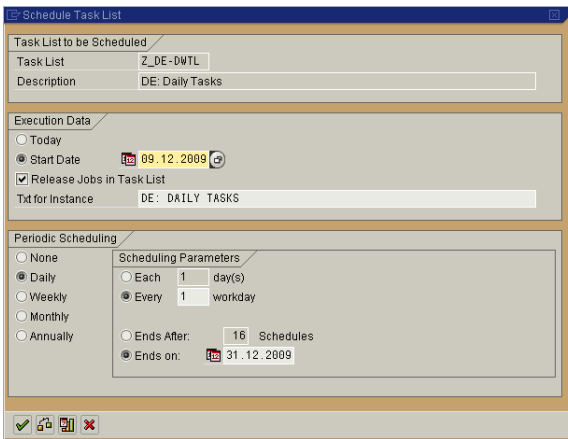 Schedule Task List
Task List to be Scheduled
Task List Z_DE-DWTL
Description DE: Daily Tasks
Execution Data
Today
Start Date 09.12.2009
Release Jobs in Task List
Txt for Instance DE: DAILY TASKS
Periodic Scheduling
None Scheduling Parameters
Daily Each 1 day(s)
Weekly Every 1 workday
Monthly
Annually Ends After: 16 Schedules
Ends on: 31.12.2009